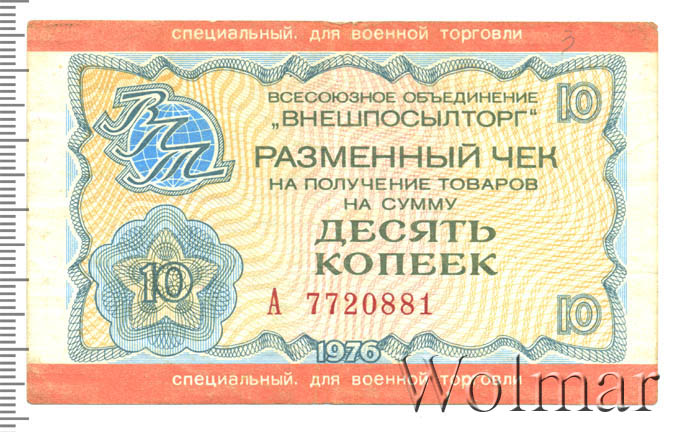 специальный. для военной торговли
ВПТ
ВСЕСОЮЗНОЕ ОБЪЕДИНЕНИЕ
10
„ВНЕШПОСЫЛТОРГ“
РАЗМЕННЫЙ ЧЕК
НА ПОЛУЧЕНИЕ ТОВАРОВ
НА СУММУ
ДЕСЯТЬ
КОПЕЕК
10
А 7720881
10
1976
специальный. для военной торговли
Wolmar